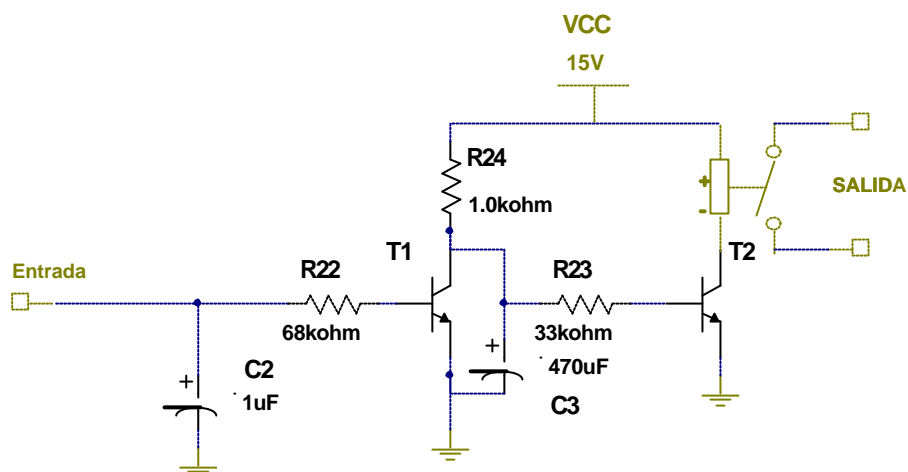 VCC
15V
R24
1.0kohm
SALIDA
T1
T2
Entrada
R22
R23
68kohm
33kohm
+
-
+
470uF
C2
1uF
+
C3